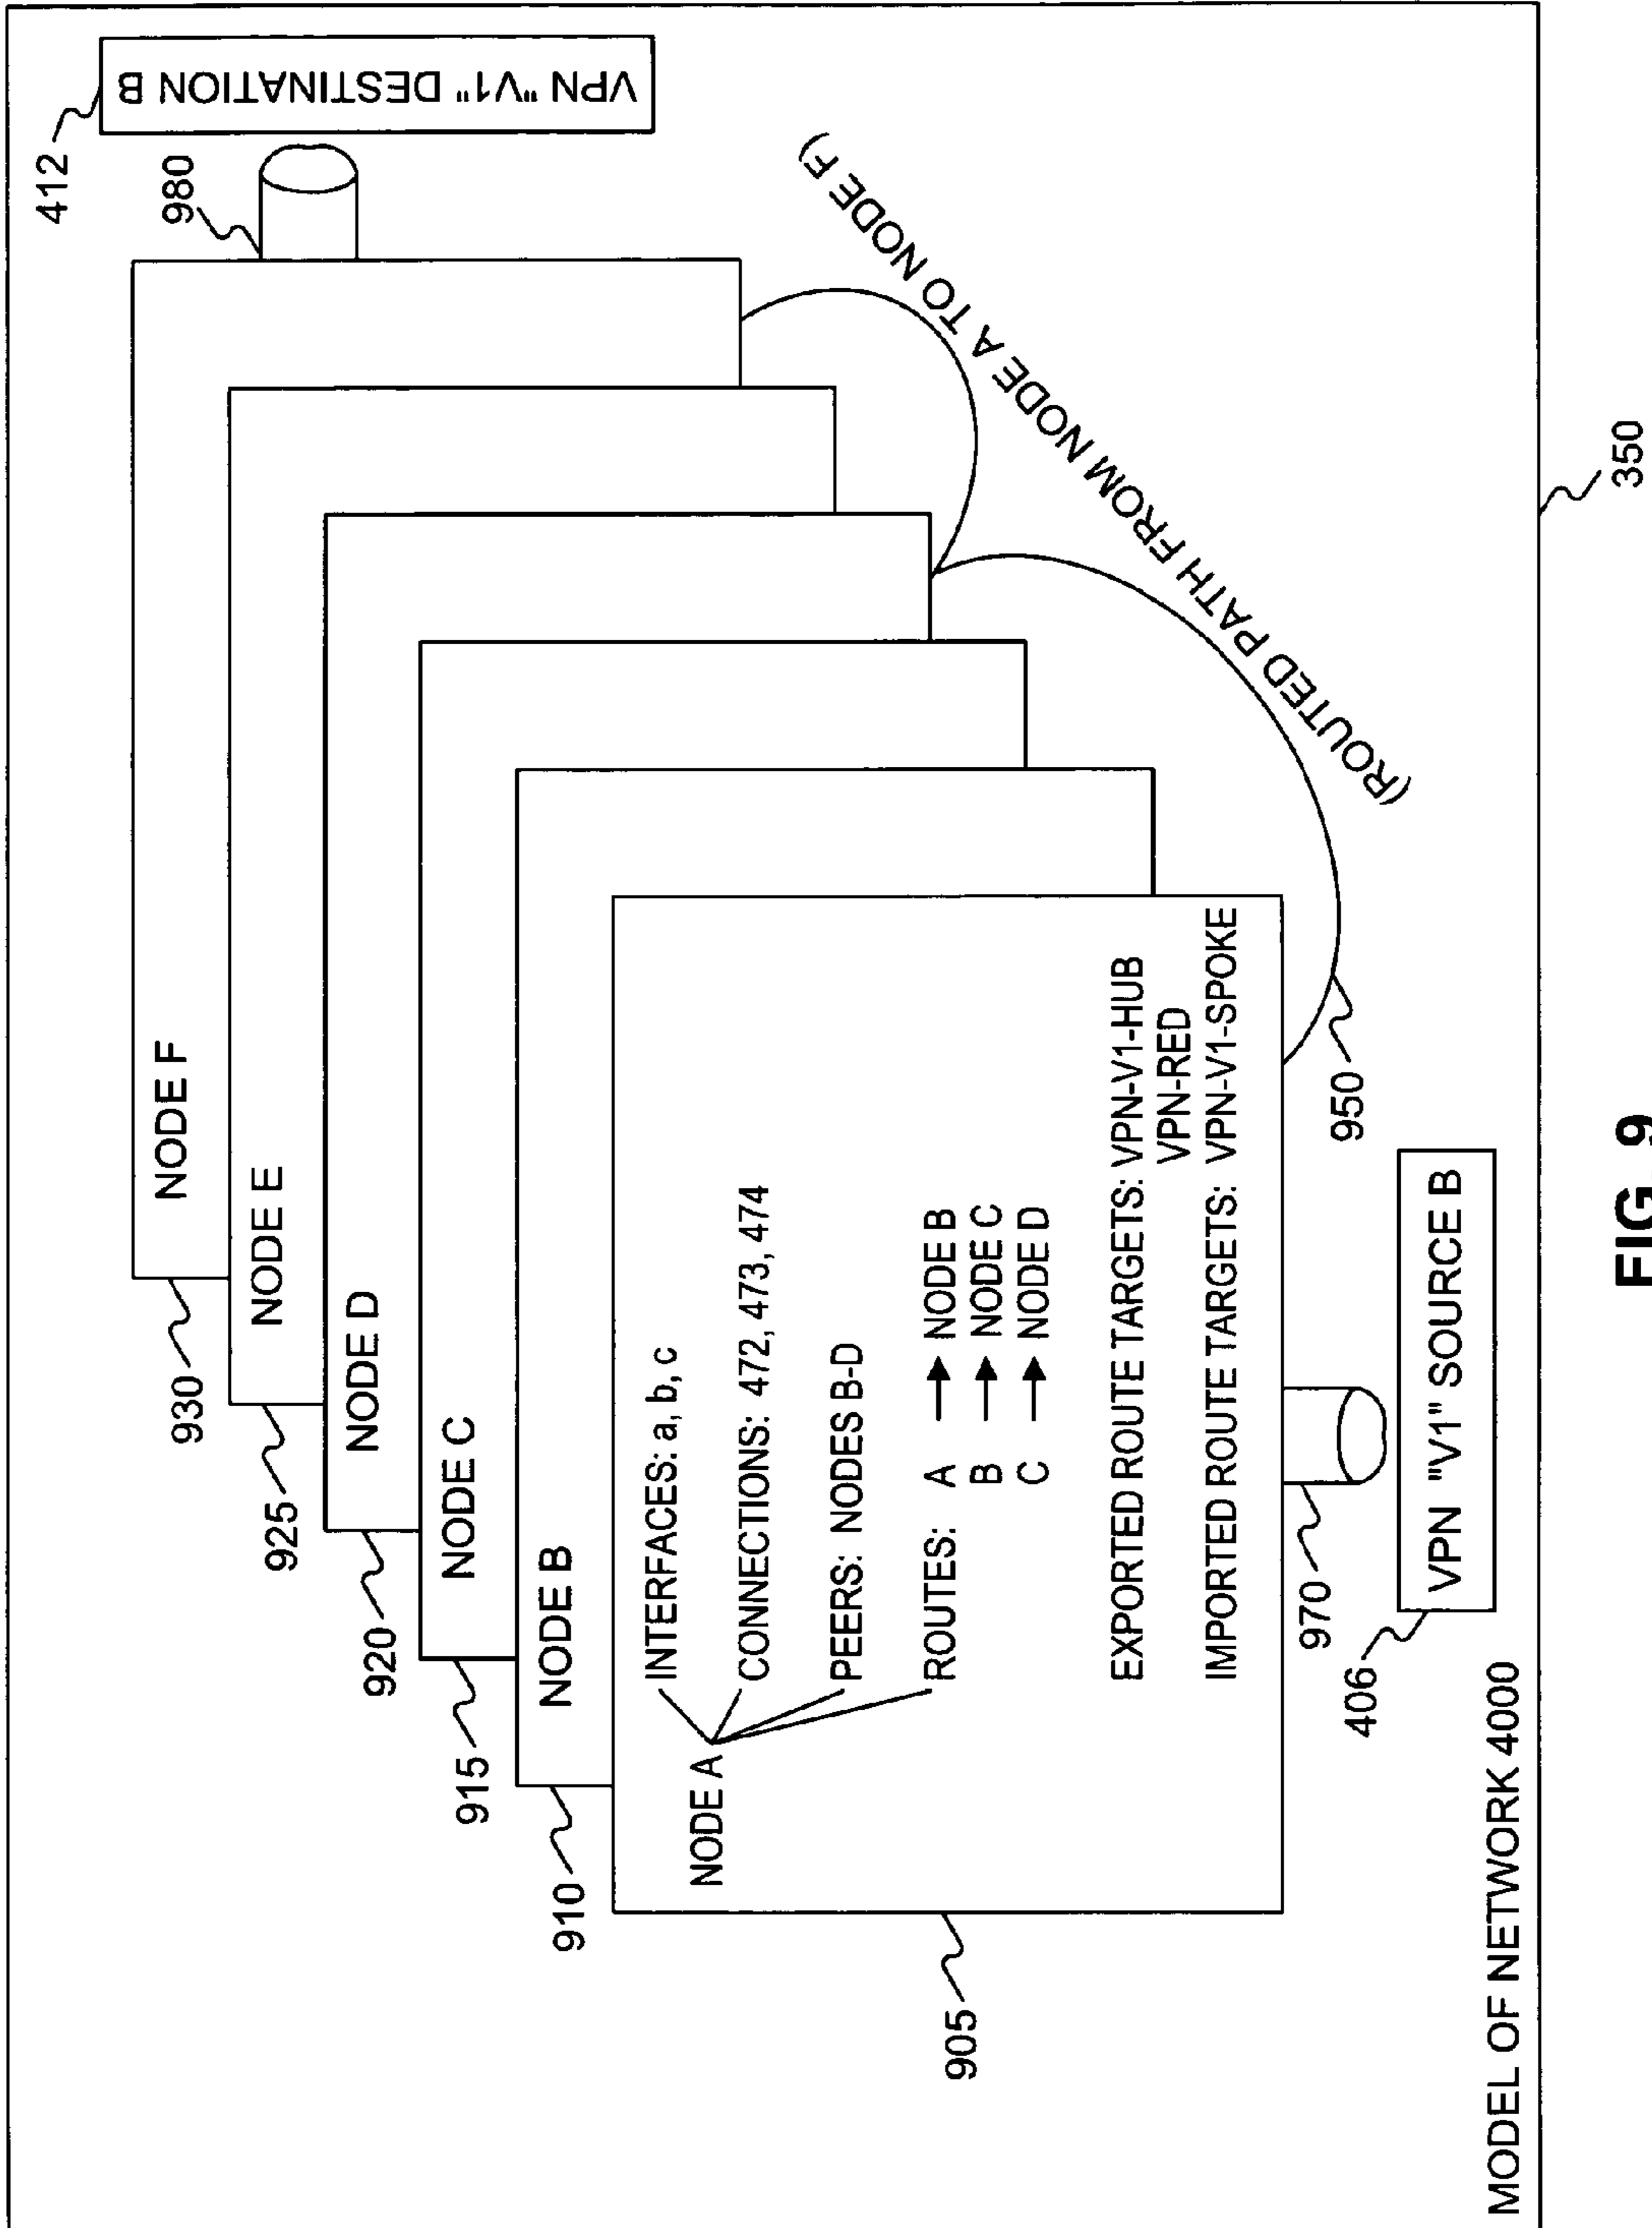 412
VPN "V1" DESTINATION B
980
930
NODE F
925
NODE E
920
NODE D
915
NODE C
910
NODE B
905
NODE A
INTERFACES: a, b, c
CONNECTIONS: 472, 473, 474
PEERS: NODES B-D
ROUTES: A → NODE B
B → NODE C
C → NODE D
EXPORTED ROUTE TARGETS: VPN-V1-HUB
VPN-RED
IMPORTED ROUTE TARGETS: VPN-V1-SPOKE
(ROUTED PATH FROM NODE A TO NODE F)
950
970
406
VPN "V1" SOURCE B
MODEL OF NETWORK 4000
350
FIG. 9